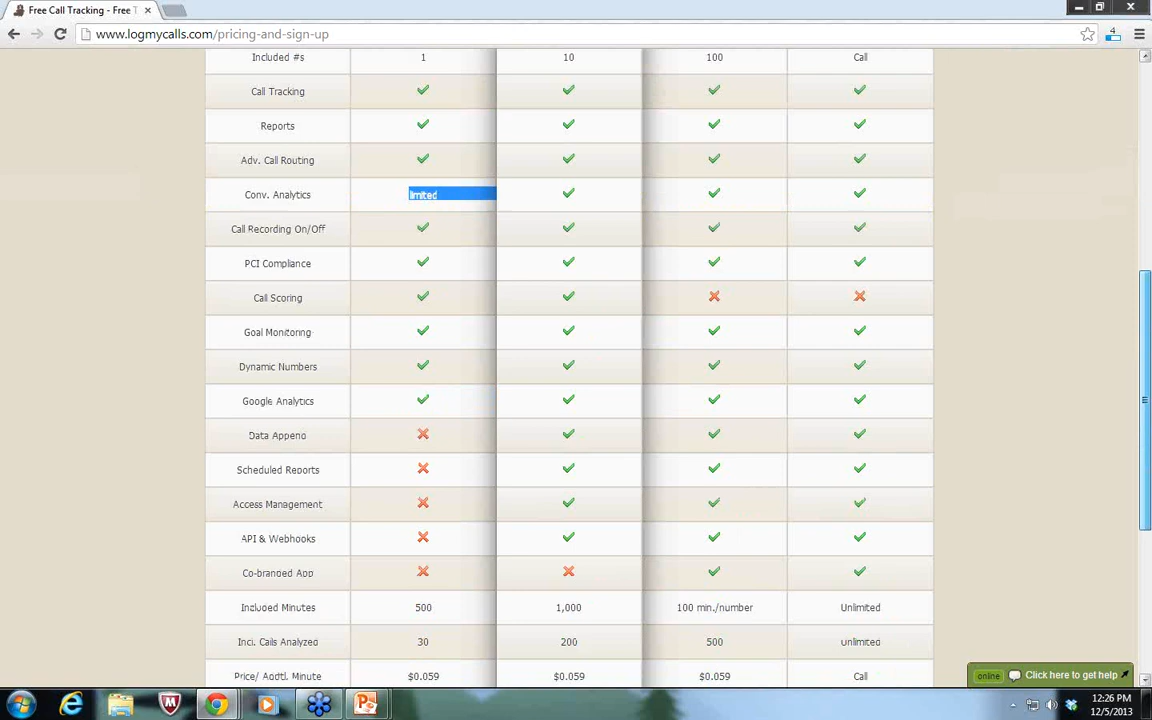 Free Call Tracking - Free T
www.logmycalls.com/pricing-and-sign-up
4
Included #s 1 10 100 Call
Call Tracking
Reports
Adv. Call Routing
Conv. Analytics limited
Call Recording On/Off
PCI Compliance
Call Scoring
Goal Monitoring
Dynamic Numbers
Google Analytics
Data Append
Scheduled Reports
Access Management
API & Webhooks
Co-branded App
Included Minutes 500 1,000 100 min./number Unlimited
Incl. Calls Analyzed 30 200 500 Unlimited
Price/ Addtl. Minute $0.059 $0.059 $0.059 Call
online Click here to get help
12:26 PM
12/5/2013